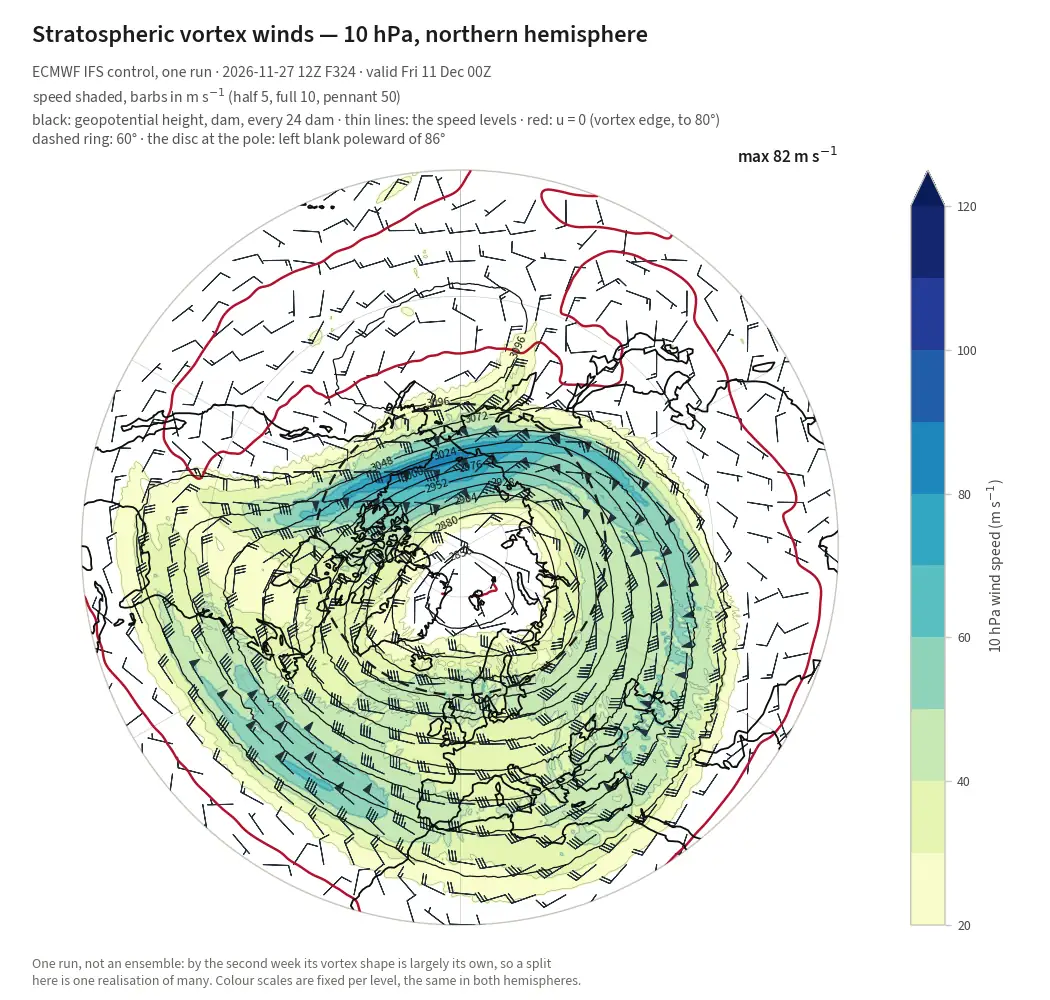 Stratospheric vortex winds — 10 hPa, northern hemisphere
ECMWF IFS control, one run · 2026-11-27 12Z F324 · valid Fri 11 Dec 00Z
speed shaded, barbs in m s⁻¹ (half 5, full 10, pennant 50)
black: geopotential height, dam, every 24 dam · thin lines: the speed levels · red: u = 0 (vortex edge, to 80°)
dashed ring: 60° · the disc at the pole: left blank poleward of 86°
max 82 m s⁻¹
120
100
80
60
40
20
10 hPa wind speed (m s⁻¹)
3096
3096
3072
3048
3024
2976
2952
2880
One run, not an ensemble: by the second week its vortex shape is largely its own, so a split
here is one realisation of many. Colour scales are fixed per level, the same in both hemispheres.